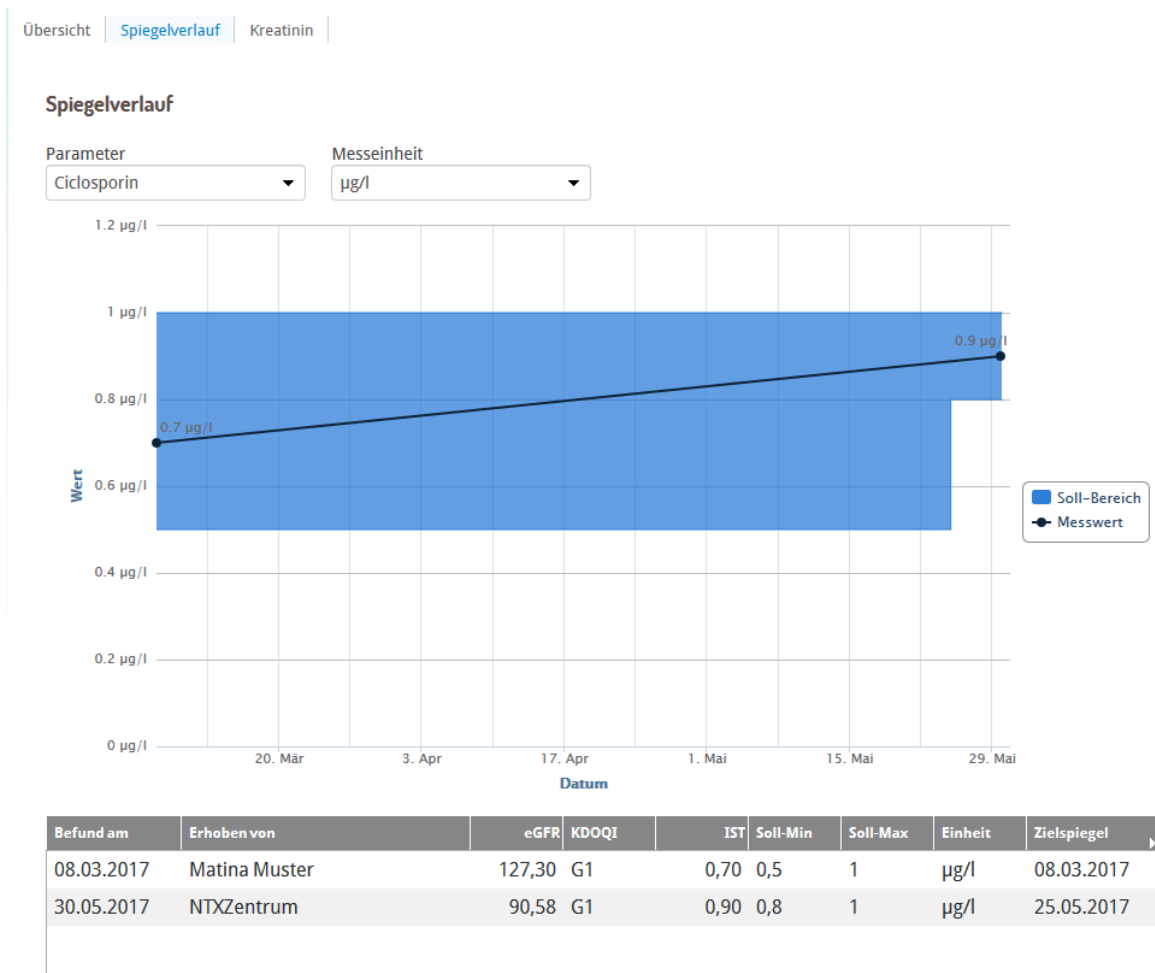 Übersicht Spiegelverlauf Kreatinin
Spiegelverlauf
Parameter Messeinheit
Ciclosporin µg/l
1.2 µg/l
1 µg/l
0.9 µg/l
0.8 µg/l
0.7 µg/l
0.6 µg/l
0.4 µg/l
0.2 µg/l
0 µg/l
Wert
Soll-Bereich
Messwert
20. Mär 3. Apr 17. Apr 1. Mai 15. Mai 29. Mai
Datum
Befund am Erhoben von eGFR KDOQI IST Soll-Min Soll-Max Einheit Zielspiegel
08.03.2017 Matina Muster 127,30 G1 0,70 0,5 1 µg/l 08.03.2017
30.05.2017 NTXZentrum 90,58 G1 0,90 0,8 1 µg/l 25.05.2017